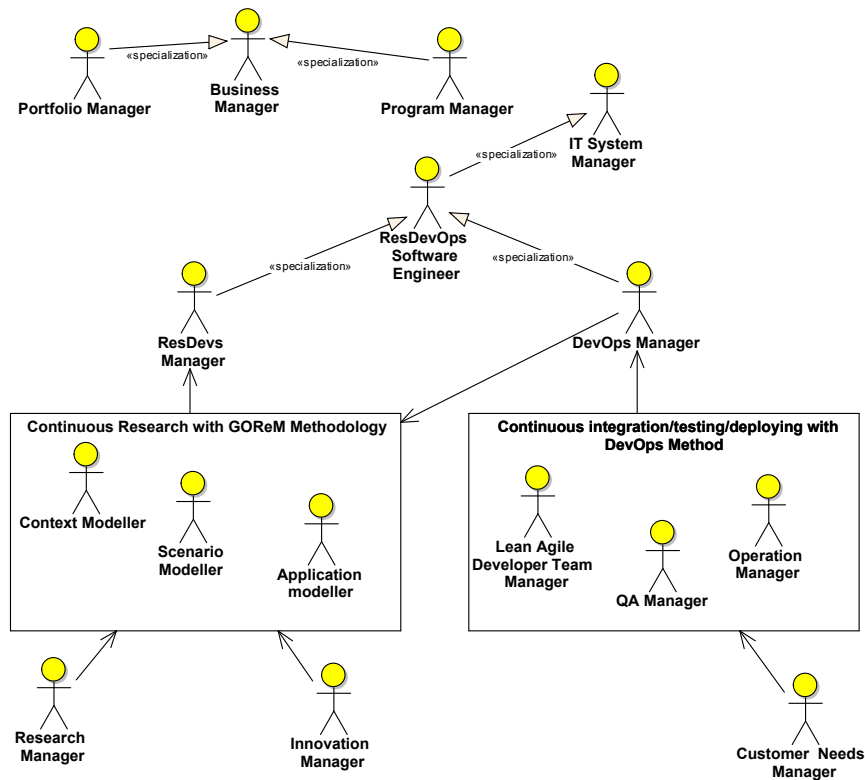 Portfolio Manager
«specialization»
Business
Manager
«specialization»
Program Manager
IT System
Manager
«specialization»
ResDevOps
Software
Engineer
«specialization»
«specialization»
ResDevs
Manager
DevOps Manager
Continuous Research with GOReM Methodology
Context Modeller
Scenario
Modeller
Application
modeller
Continuous integration/testing/deploying with
DevOps Method
Lean Agile
Developer Team
Manager
QA Manager
Operation
Manager
Research
Manager
Innovation
Manager
Customer Needs
Manager